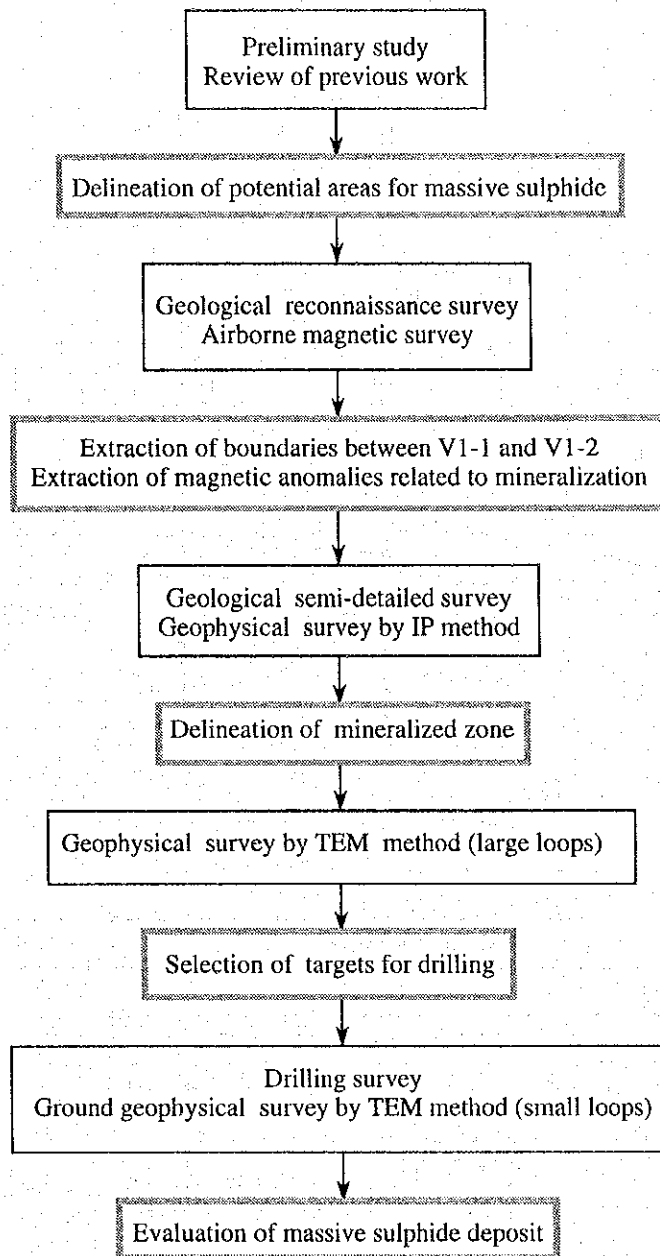 Preliminary study
Review of previous work
Delineation of potential areas for massive sulphide
Geological reconnaissance survey
Airborne magnetic survey
Extraction of boundaries between V1-1 and V1-2
Extraction of magnetic anomalies related to mineralization
Geological semi-detailed survey
Geophysical survey by IP method
Delineation of mineralized zone
Geophysical survey by TEM method (large loops)
Selection of targets for drilling
Drilling survey
Ground geophysical survey by TEM method (small loops)
Evaluation of massive sulphide deposit